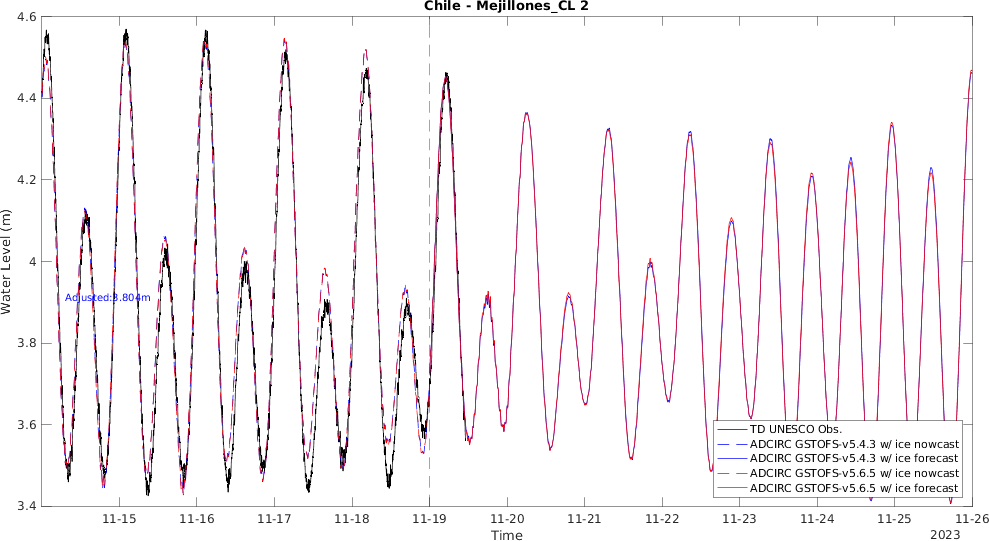 Chile - Mejillones_CL 2
4.6
4.4
4.2
4
3.8
3.6
3.4
Water Level (m)
Adjusted:3.804m
TD UNESCO Obs.
ADCIRC GSTOFS-v5.4.3 w/ ice nowcast
ADCIRC GSTOFS-v5.4.3 w/ ice forecast
ADCIRC GSTOFS-v5.6.5 w/ ice nowcast
ADCIRC GSTOFS-v5.6.5 w/ ice forecast
11-15 11-16 11-17 11-18 11-19 11-20 11-21 11-22 11-23 11-24 11-25 11-26
Time
2023